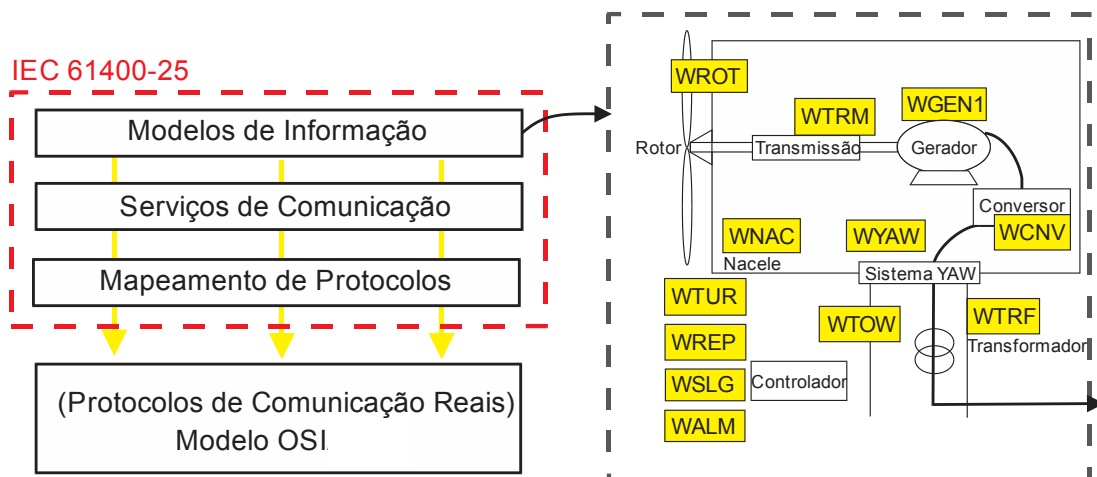 IEC 61400-25
Modelos de Informação
Serviços de Comunicação
Mapeamento de Protocolos
(Protocolos de Comunicação Reais)
Modelo OSI
WROT
WTRM
WGEN1
Rotor
Transmissão
Gerador
Conversor
WCNV
WNAC
Nacele
WYAW
Sistema YAW
WTUR
WTOW
WTRF
Transformador
WREP
WSLG
Controlador
WALM